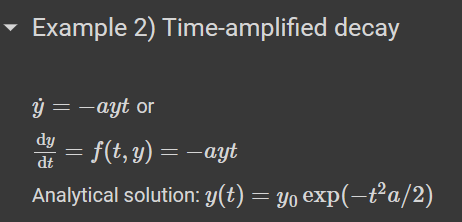 Example 2) Time-amplified decay
ẏ = −ayt or
dy/dt = f(t, y) = −ayt
Analytical solution: y(t) = y₀ exp(−t²a/2)